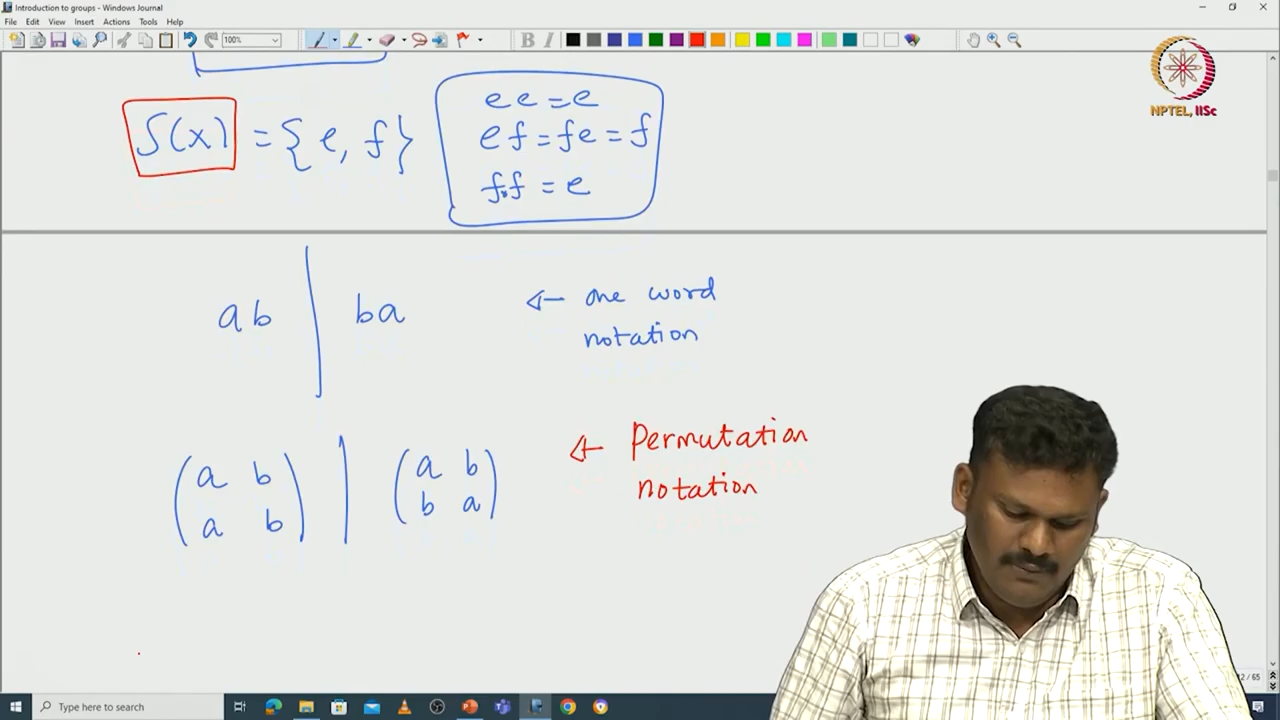 Introduction to groups - Windows Journal
File Edit View Insert Actions Tools Help
100%
B I
NPTEL, IISc
S(x) = {e, f}
ee = e
ef = fe = f
f.f = e
ab | ba ← one word
notation
(a b | (a b ← Permutation
a b) | b a) notation
Type here to search
/ 65